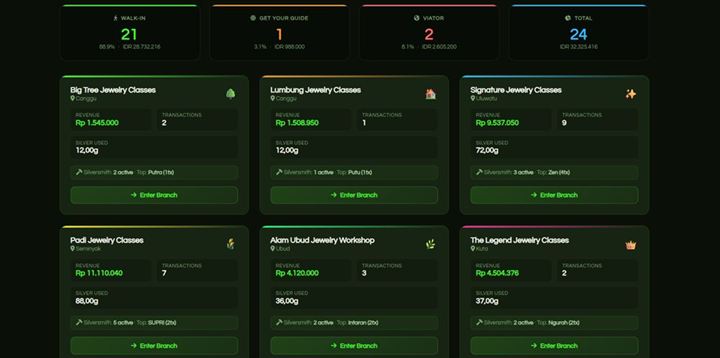 WALK-IN
21
88.9% · IDR 28.732.216
GET YOUR GUIDE
1
3.1% · IDR 988.000
VIATOR
2
8.1% · IDR 2.605.200
TOTAL
24
IDR 32.325.416
Big Tree Jewelry Classes
Canggu
REVENUE
Rp 1.545.000
TRANSACTIONS
2
SILVER USED
12,00g
Silversmith: 2 active · Top: Putra (1tx)
→ Enter Branch
Lumbung Jewelry Classes
Canggu
REVENUE
Rp 1.508.950
TRANSACTIONS
1
SILVER USED
12,00g
Silversmith: 1 active · Top: Putu (1tx)
→ Enter Branch
Signature Jewelry Classes
Uluwatu
REVENUE
Rp 9.537.050
TRANSACTIONS
9
SILVER USED
72,00g
Silversmith: 3 active · Top: Zen (4tx)
→ Enter Branch
Padi Jewelry Classes
Seminyak
REVENUE
Rp 11.110.040
TRANSACTIONS
7
SILVER USED
88,00g
Silversmith: 5 active · Top: SUPRI (2tx)
→ Enter Branch
Alam Ubud Jewelry Workshop
Ubud
REVENUE
Rp 4.120.000
TRANSACTIONS
3
SILVER USED
36,00g
Silversmith: 2 active · Top: Intaran (2tx)
→ Enter Branch
The Legend Jewelry Classes
Kuta
REVENUE
Rp 4.504.376
TRANSACTIONS
2
SILVER USED
37,00g
Silversmith: 2 active · Top: Ngurah (2tx)
→ Enter Branch